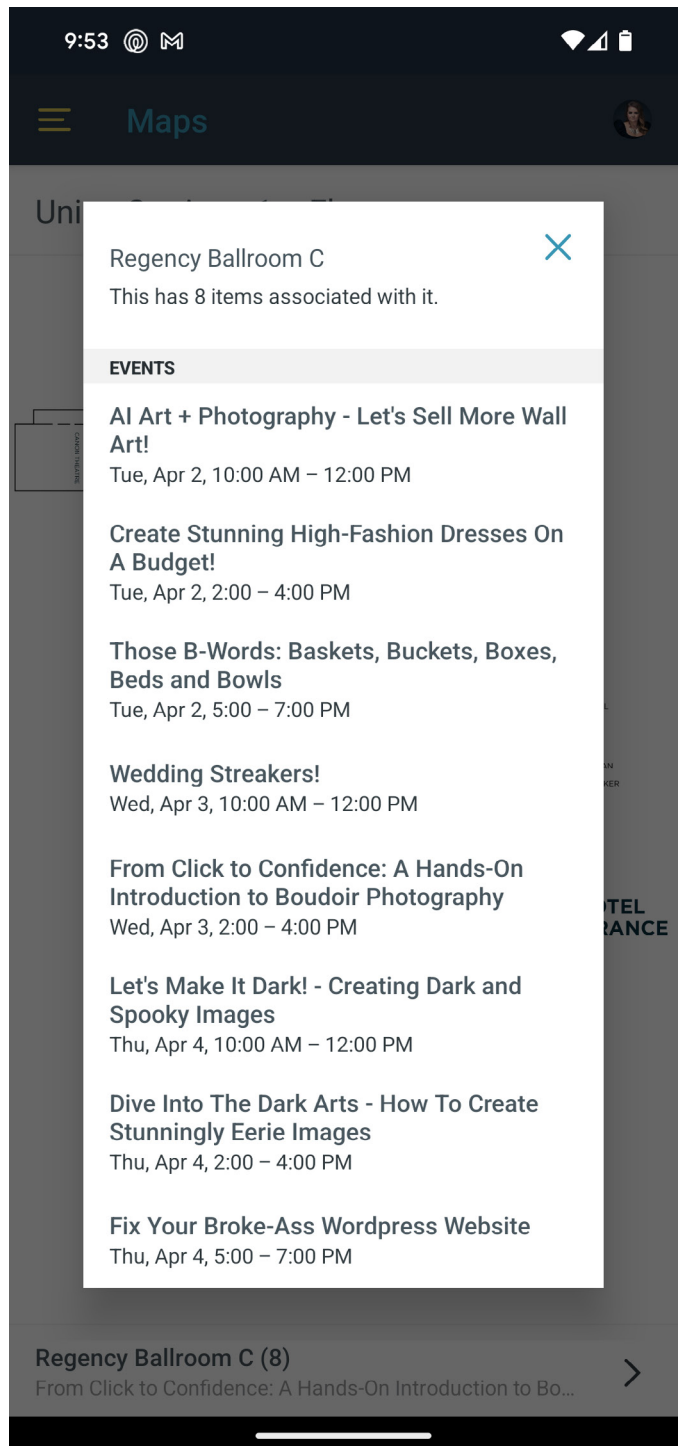 9:53
Maps
Uni
Regency Ballroom C
This has 8 items associated with it.
EVENTS
AI Art + Photography - Let's Sell More Wall
Art!
Tue, Apr 2, 10:00 AM – 12:00 PM
Create Stunning High-Fashion Dresses On
A Budget!
Tue, Apr 2, 2:00 – 4:00 PM
CANON THEATRE
Those B-Words: Baskets, Buckets, Boxes,
Beds and Bowls
Tue, Apr 2, 5:00 – 7:00 PM
Wedding Streakers!
Wed, Apr 3, 10:00 AM – 12:00 PM
AN
KER
From Click to Confidence: A Hands-On
Introduction to Boudoir Photography
Wed, Apr 3, 2:00 – 4:00 PM
OTEL
RANCE
Let's Make It Dark! - Creating Dark and
Spooky Images
Thu, Apr 4, 10:00 AM – 12:00 PM
Dive Into The Dark Arts - How To Create
Stunningly Eerie Images
Thu, Apr 4, 2:00 – 4:00 PM
Fix Your Broke-Ass Wordpress Website
Thu, Apr 4, 5:00 – 7:00 PM
Regency Ballroom C (8)
From Click to Confidence: A Hands-On Introduction to Bo...